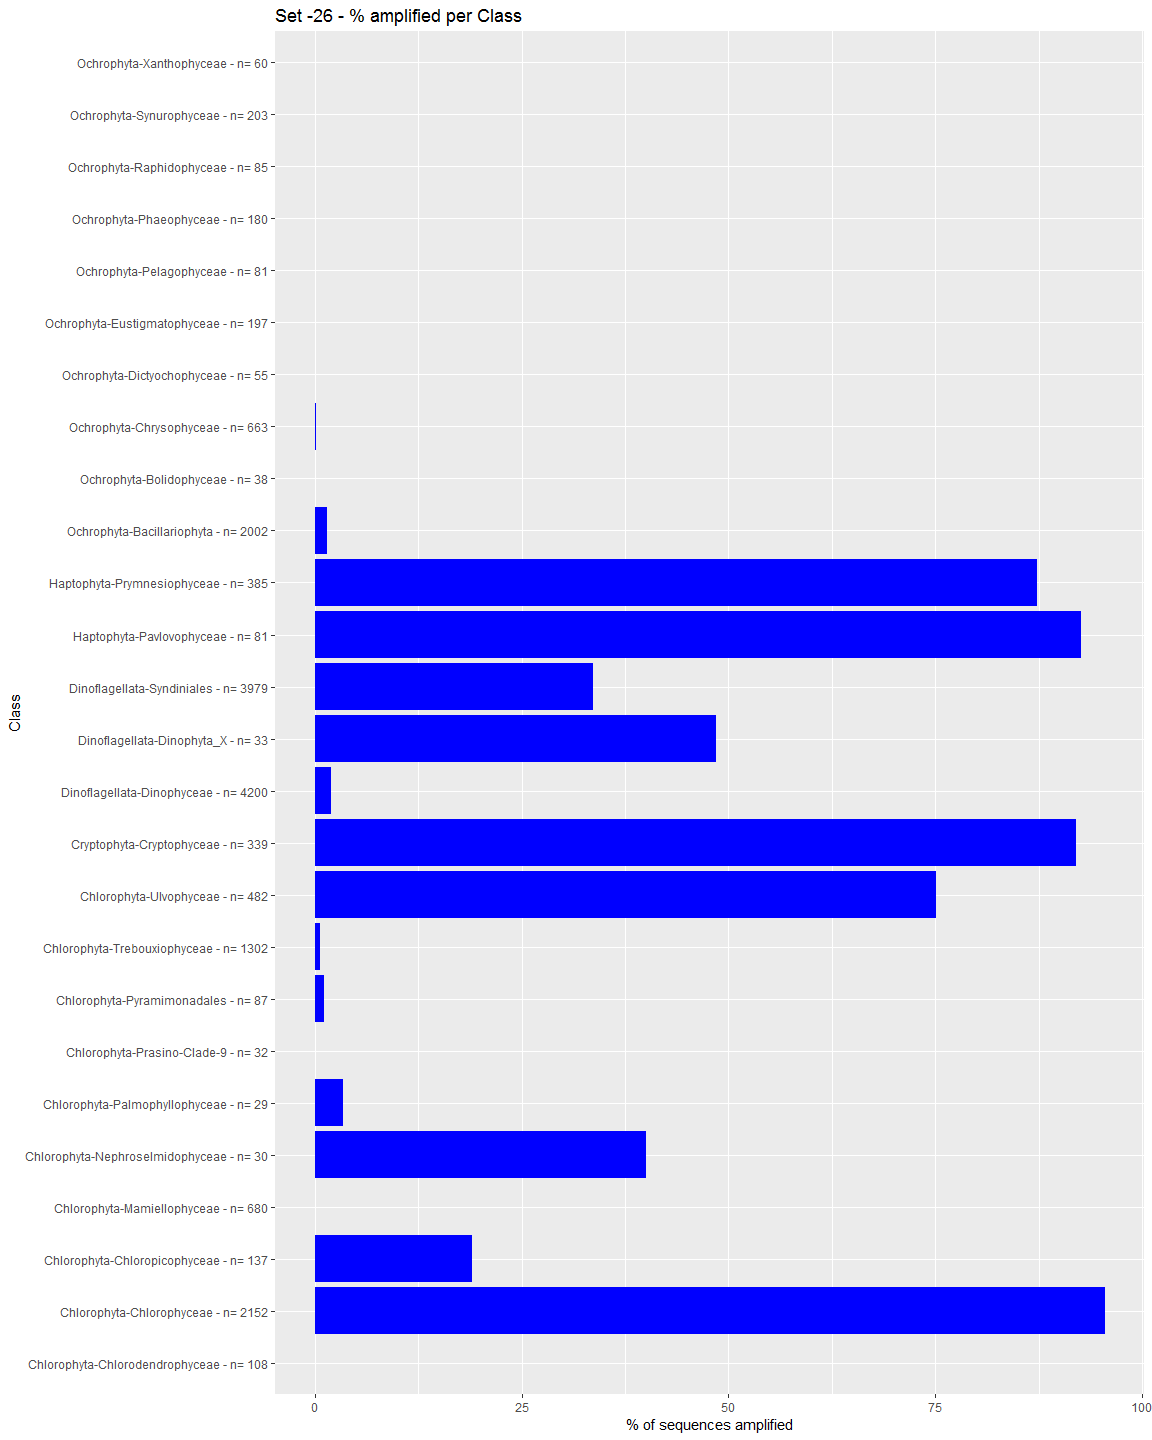 Set -26 - % amplified per Class
Ochrophyta-Xanthophyceae - n= 60
Ochrophyta-Synurophyceae - n= 203
Ochrophyta-Raphidophyceae - n= 85
Ochrophyta-Phaeophyceae - n= 180
Ochrophyta-Pelagophyceae - n= 81
Ochrophyta-Eustigmatophyceae - n= 197
Ochrophyta-Dictyochophyceae - n= 55
Ochrophyta-Chrysophyceae - n= 663
Ochrophyta-Bolidophyceae - n= 38
Ochrophyta-Bacillariophyta - n= 2002
Haptophyta-Prymnesiophyceae - n= 385
Haptophyta-Pavlovophyceae - n= 81
Dinoflagellata-Syndiniales - n= 3979
Dinoflagellata-Dinophyta_X - n= 33
Dinoflagellata-Dinophyceae - n= 4200
Cryptophyta-Cryptophyceae - n= 339
Chlorophyta-Ulvophyceae - n= 482
Chlorophyta-Trebouxiophyceae - n= 1302
Chlorophyta-Pyramimonadales - n= 87
Chlorophyta-Prasino-Clade-9 - n= 32
Chlorophyta-Palmophyllophyceae - n= 29
Chlorophyta-Nephroselmidophyceae - n= 30
Chlorophyta-Mamiellophyceae - n= 680
Chlorophyta-Chloropicophyceae - n= 137
Chlorophyta-Chlorophyceae - n= 2152
Chlorophyta-Chlorodendrophyceae - n= 108
Class
0 25 50 75 100
% of sequences amplified